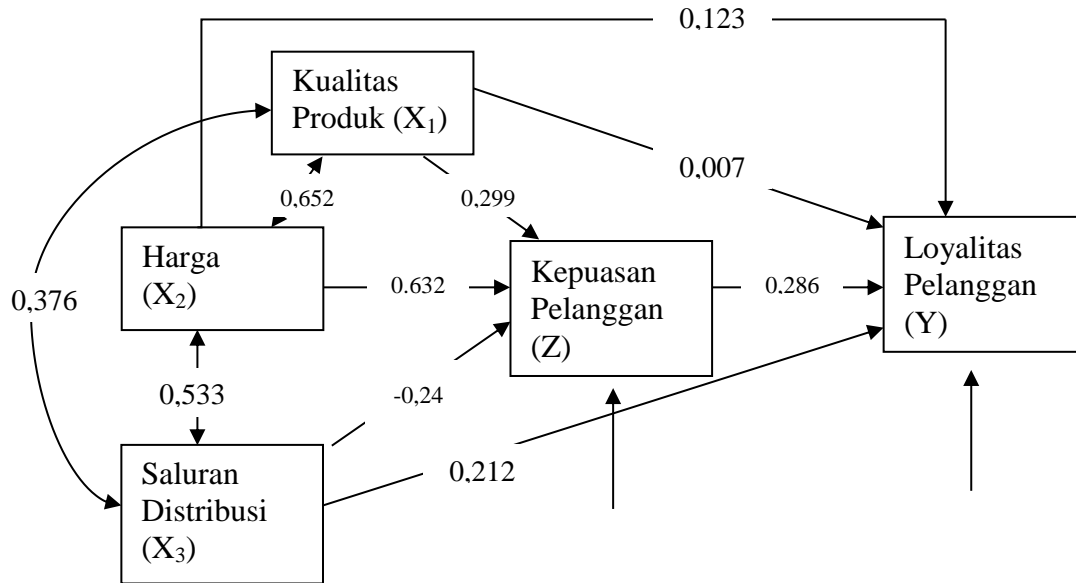 0,123
Kualitas
Produk (X₁)
0,007
0,652
0,299
Harga
(X₂)
0.632
Kepuasan
Pelanggan
(Z)
0,286
Loyalitas
Pelanggan
(Y)
0,376
0,533
-0,24
0,212
Saluran
Distribusi
(X₃)